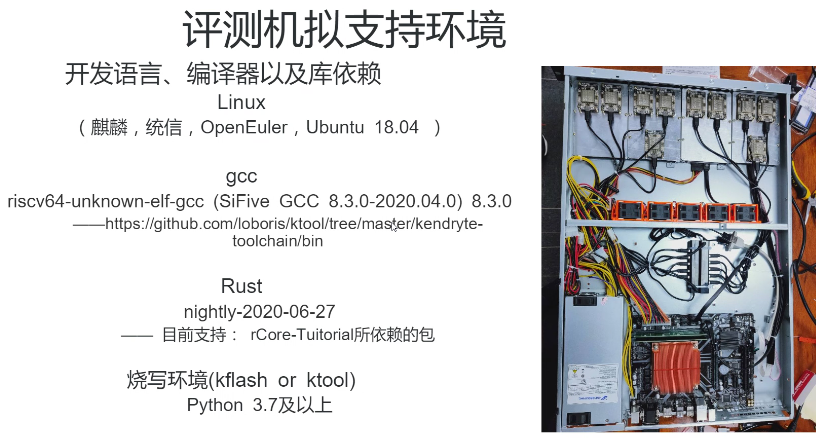 评测机拟支持环境
开发语言、编译器以及库依赖
Linux
（ 麒麟，统信，OpenEuler，Ubuntu 18.04 ）
gcc
riscv64-unknown-elf-gcc (SiFive GCC 8.3.0-2020.04.0) 8.3.0
——https://github.com/loboris/ktool/tree/master/kendryte-
toolchain/bin
Rust
nightly-2020-06-27
—— 目前支持： rCore-Tuitorial所依赖的包
烧写环境(kflash or ktool)
Python 3.7及以上